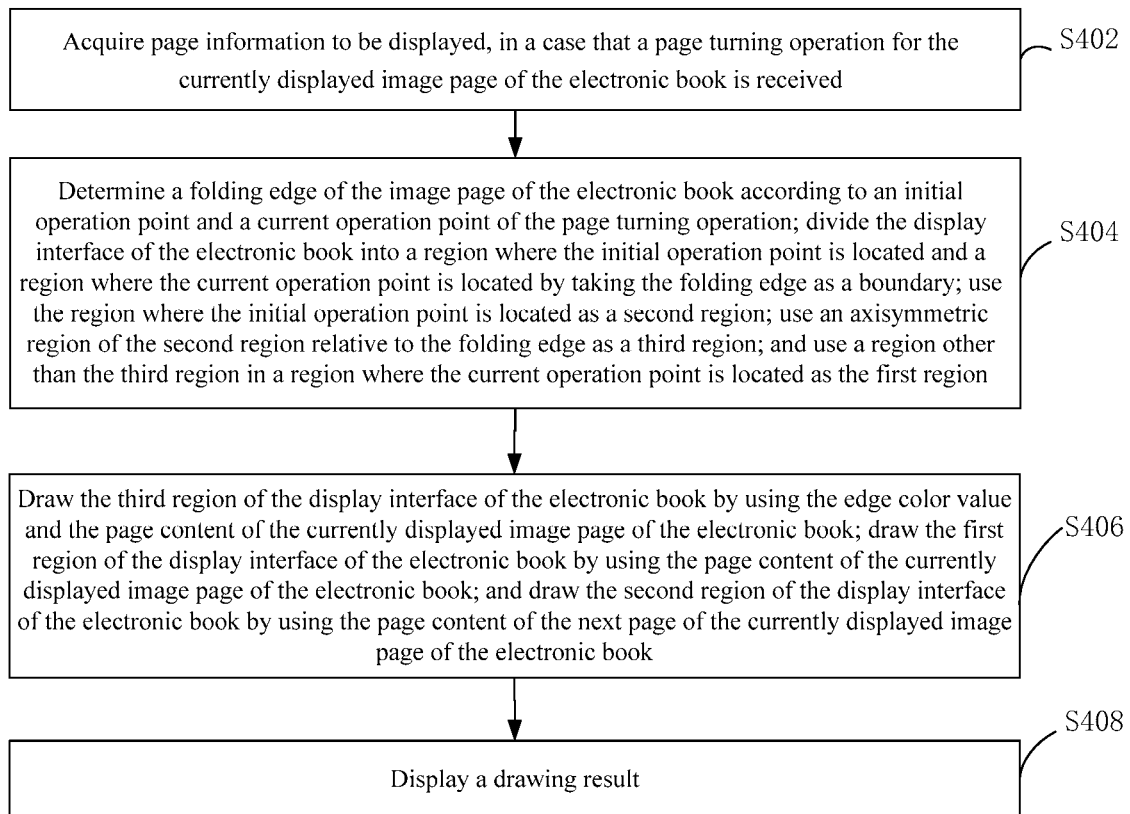 Acquire page information to be displayed, in a case that a page turning operation for the
currently displayed image page of the electronic book is received
S402
Determine a folding edge of the image page of the electronic book according to an initial
operation point and a current operation point of the page turning operation; divide the display
interface of the electronic book into a region where the initial operation point is located and a
region where the current operation point is located by taking the folding edge as a boundary; use
the region where the initial operation point is located as a second region; use an axisymmetric
region of the second region relative to the folding edge as a third region; and use a region other
than the third region in a region where the current operation point is located as the first region
S404
Draw the third region of the display interface of the electronic book by using the edge color value
and the page content of the currently displayed image page of the electronic book; draw the first
region of the display interface of the electronic book by using the page content of the currently
displayed image page of the electronic book; and draw the second region of the display interface
of the electronic book by using the page content of the next page of the currently displayed image
page of the electronic book
S406
Display a drawing result
S408